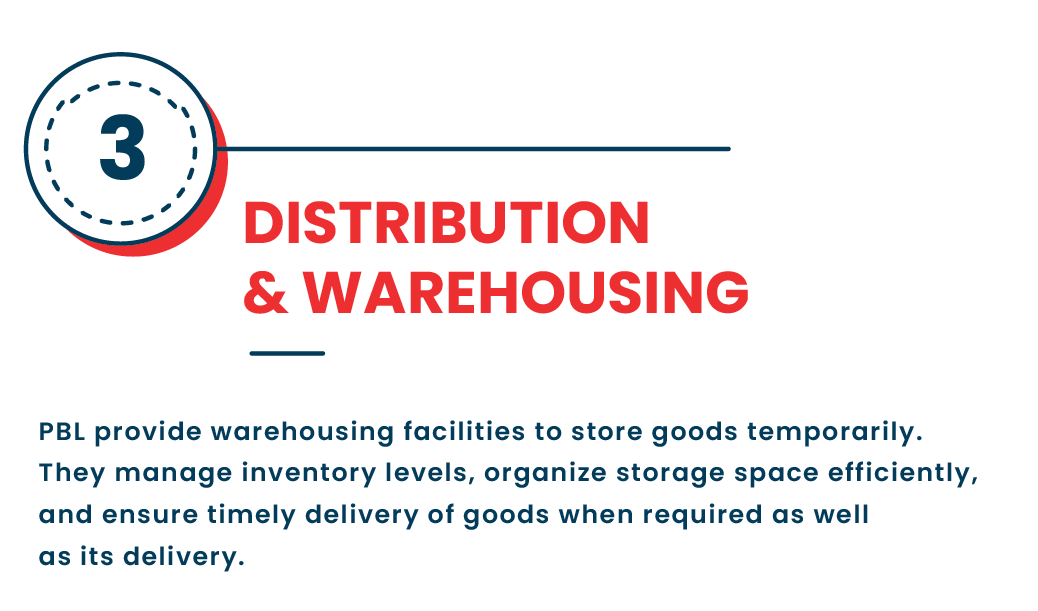 3
DISTRIBUTION
& WAREHOUSING
PBL provide warehousing facilities to store goods temporarily.
They manage inventory levels, organize storage space efficiently,
and ensure timely delivery of goods when required as well
as its delivery.